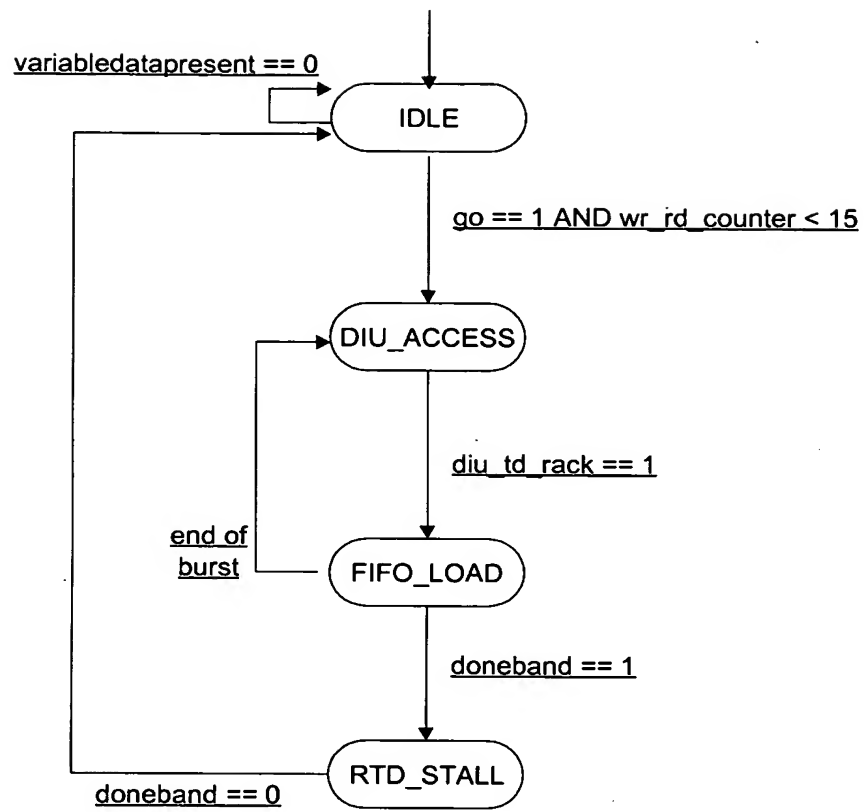 variabledatapresent == 0
IDLE
go == 1 AND wr_rd_counter < 15
DIU_ACCESS
diu_td_rack == 1
end of
burst
FIFO_LOAD
doneband == 1
RTD_STALL
doneband == 0